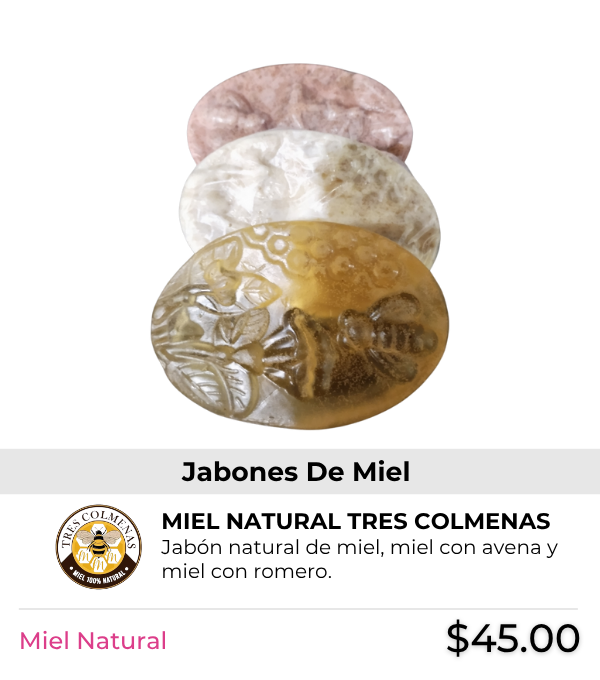 Jabones De Miel
TRES COLMENAS
MIEL 100% NATURAL
MIEL NATURAL TRES COLMENAS
Jabón natural de miel, miel con avena y
miel con romero.
Miel Natural
$45.00